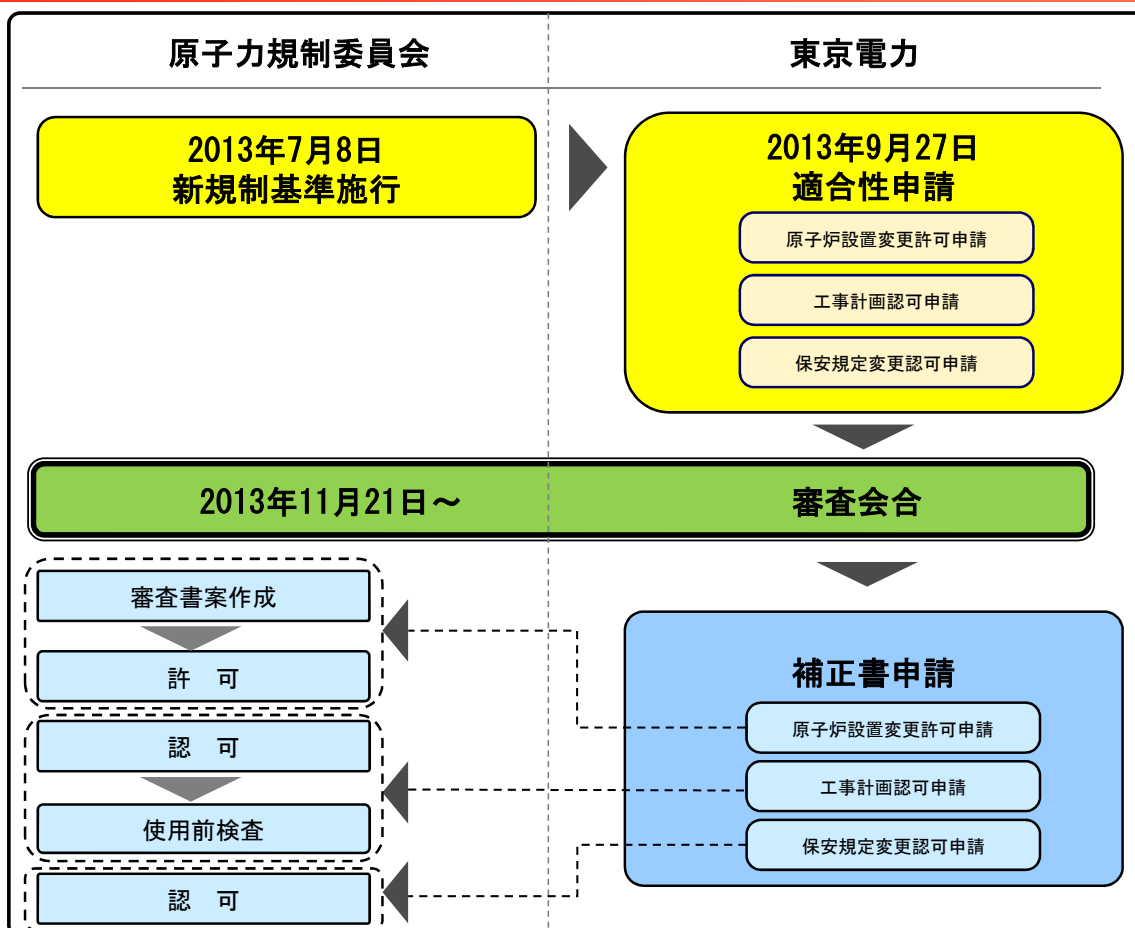 原子力規制委員会
東京電力
2013年7月8日
新規制基準施行
2013年9月27日
適合性申請
原子炉設置変更許可申請
工事計画認可申請
保安規定変更認可申請
2013年11月21日～
審査会合
審査書案作成
許　可
認　可
使用前検査
認　可
補正書申請
原子炉設置変更許可申請
工事計画認可申請
保安規定変更認可申請